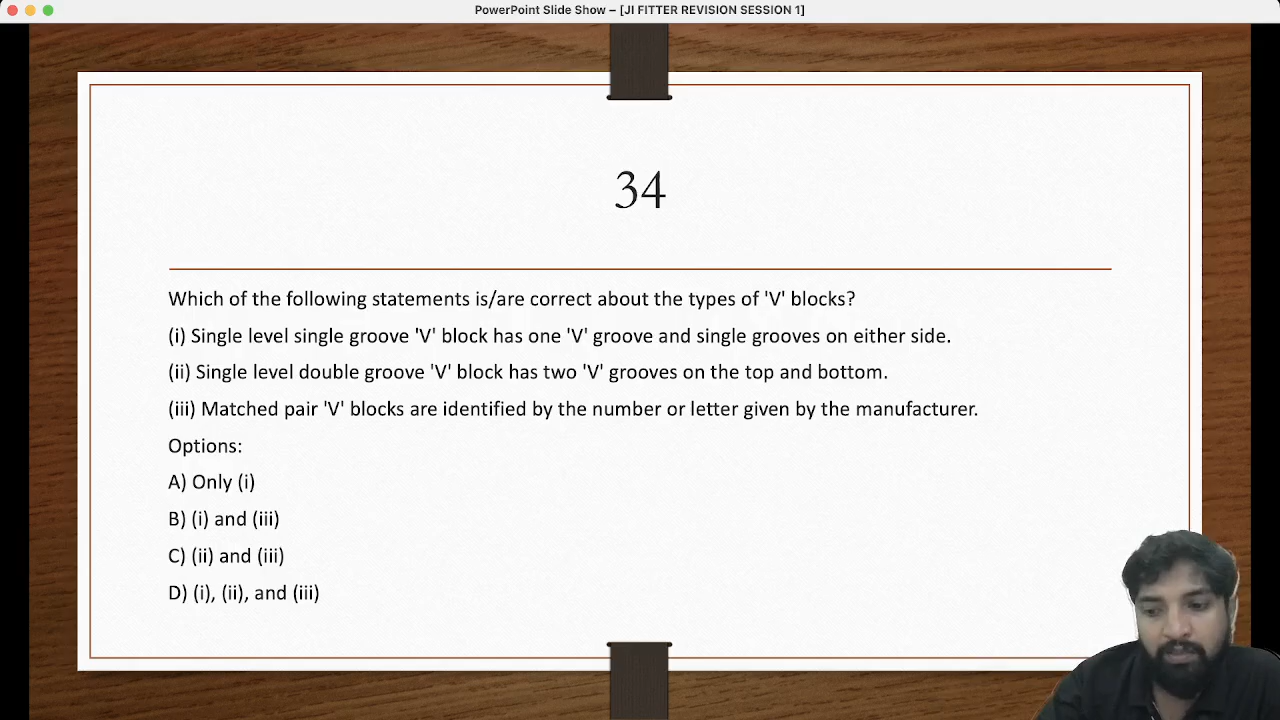 PowerPoint Slide Show – [JI FITTER REVISION SESSION 1]
34
Which of the following statements is/are correct about the types of 'V' blocks?
(i) Single level single groove 'V' block has one 'V' groove and single grooves on either side.
(ii) Single level double groove 'V' block has two 'V' grooves on the top and bottom.
(iii) Matched pair 'V' blocks are identified by the number or letter given by the manufacturer.
Options:
A) Only (i)
B) (i) and (iii)
C) (ii) and (iii)
D) (i), (ii), and (iii)